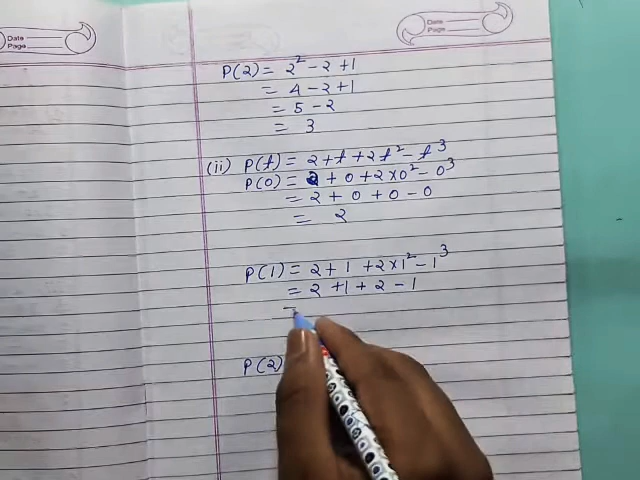 Date
Page
Date
Page
P(2) = 2² - 2 + 1
= 4 - 2 + 1
= 5 - 2
= 3
(ii) P(t) = 2 + t + 2t² - t³
P(0) = 2 + 0 + 2×0² - 0³
= 2 + 0 + 0 - 0
= 2
P(1) = 2 + 1 + 2×1² - 1³
= 2 + 1 + 2 - 1
=
P(2)